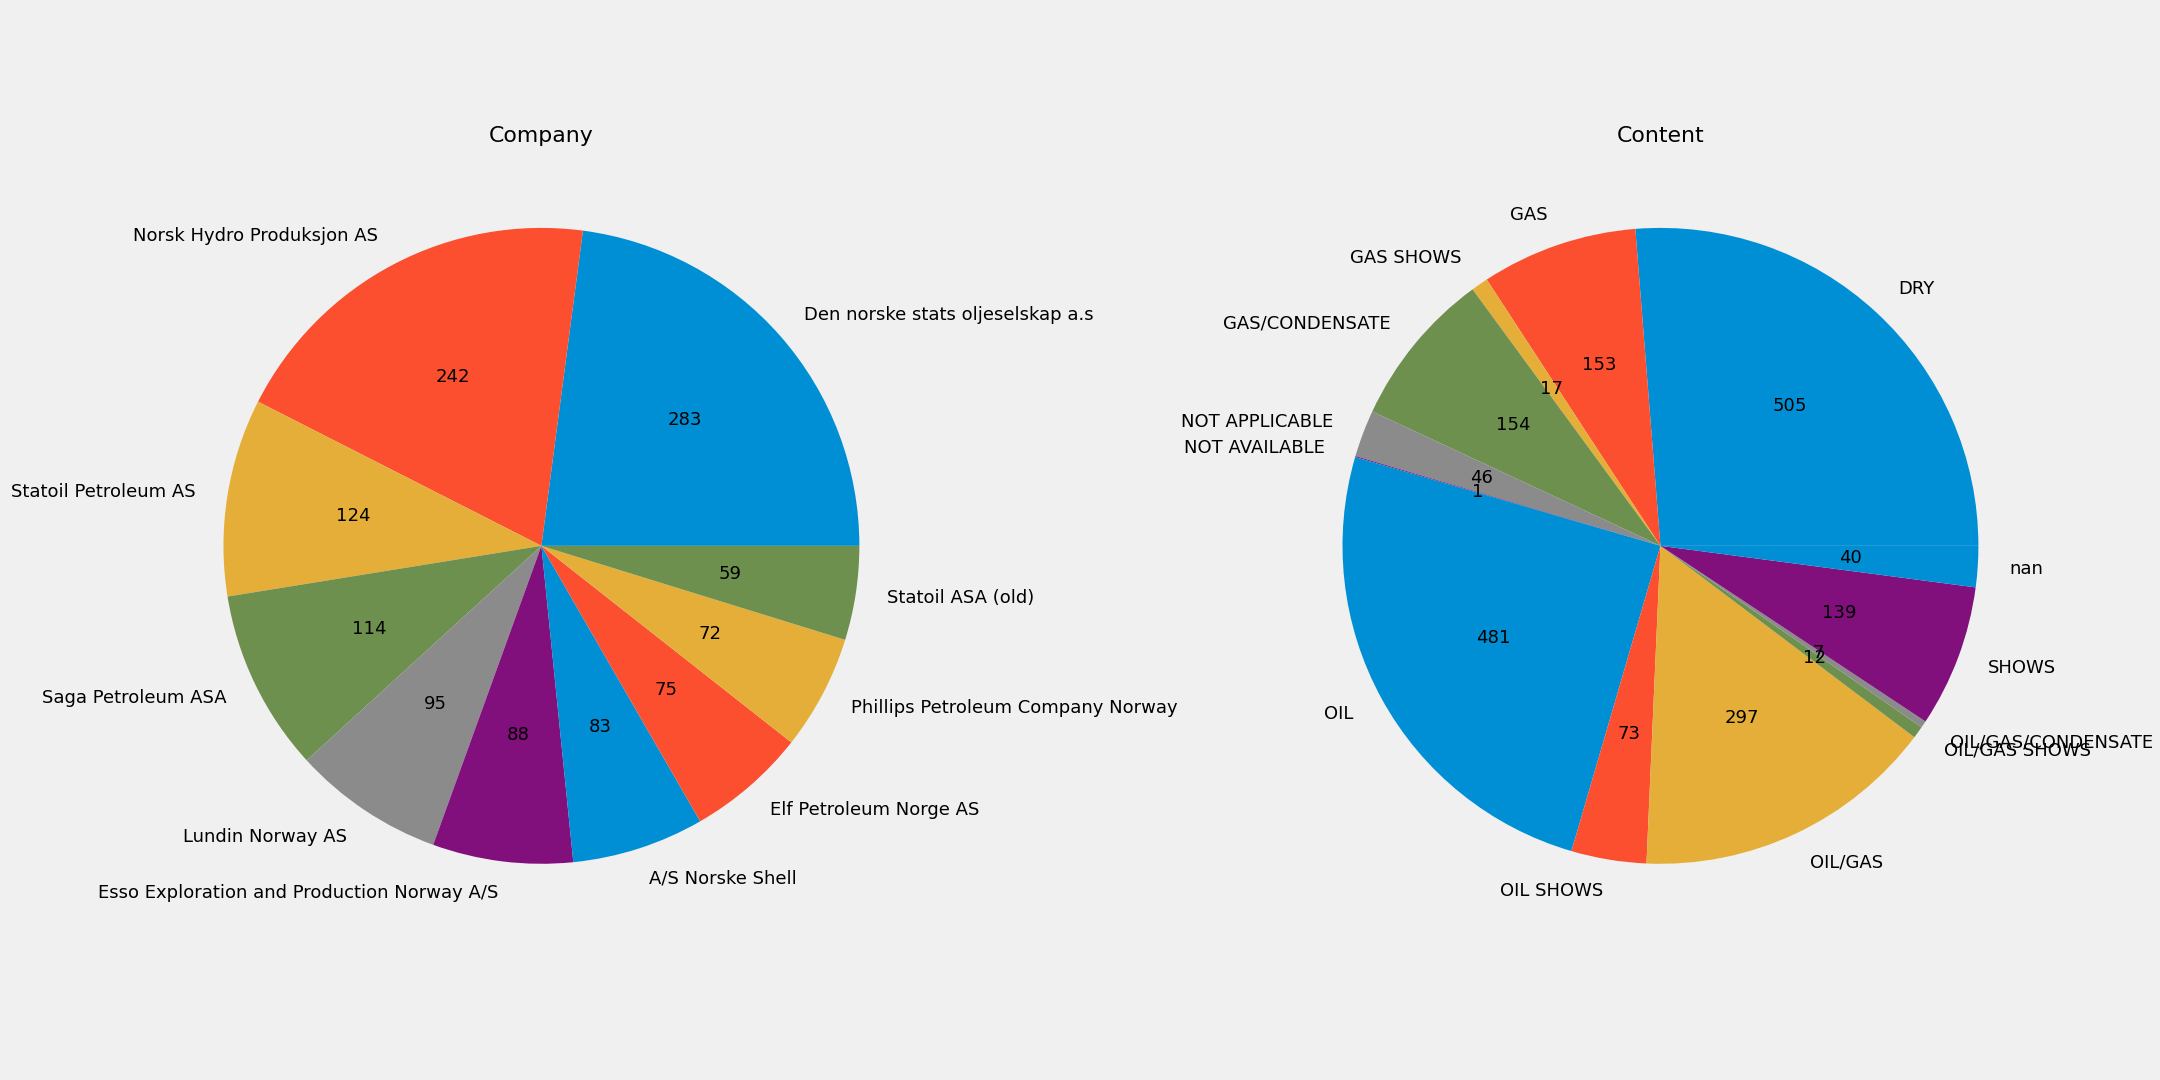 Company
Norsk Hydro Produksjon AS
Den norske stats oljeselskap a.s
242
283
Statoil Petroleum AS
124
59
Statoil ASA (old)
114
72
Saga Petroleum ASA
95
75
Phillips Petroleum Company Norway
88
83
Elf Petroleum Norge AS
Lundin Norway AS
A/S Norske Shell
Esso Exploration and Production Norway A/S
Content
GAS
GAS SHOWS
DRY
GAS/CONDENSATE
153
17
505
154
NOT APPLICABLE
NOT AVAILABLE
46
1
40
nan
139
481
7
12
SHOWS
OIL
73
297
OIL/GAS/CONDENSATE
OIL/GAS SHOWS
OIL/GAS
OIL SHOWS